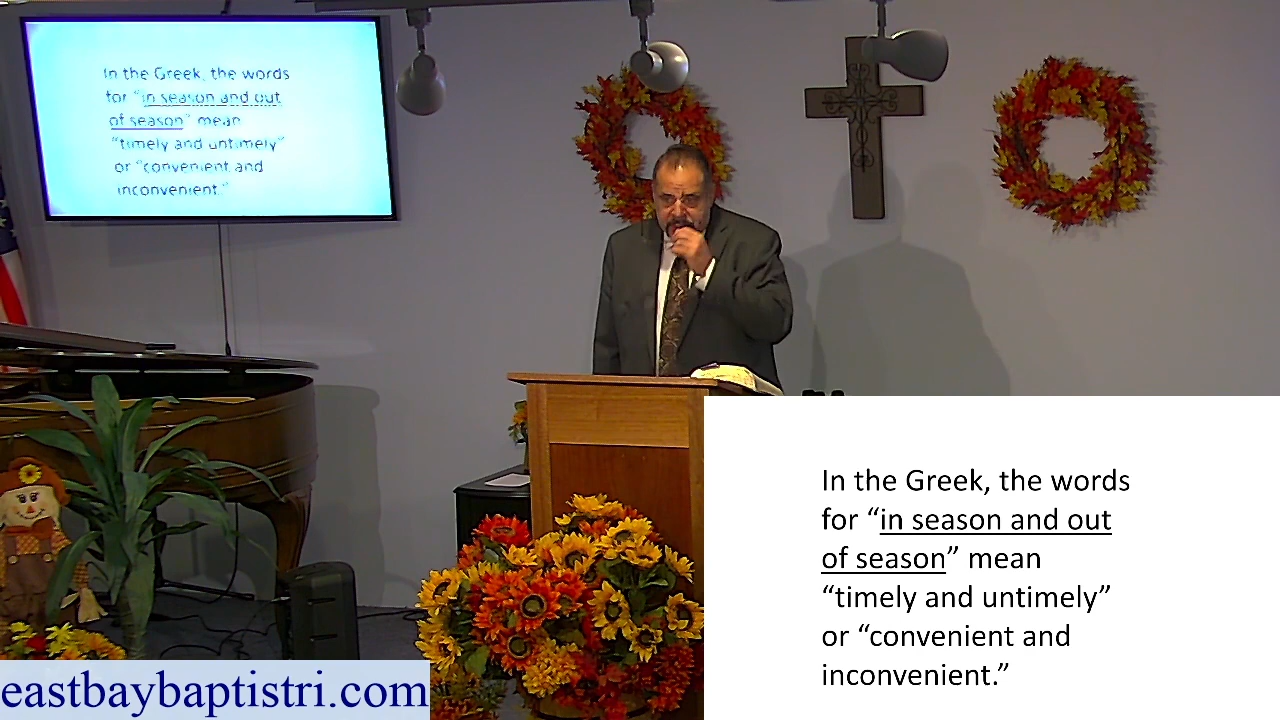 In the Greek, the words
for “in season and out
of season” mean
“timely and untimely”
or “convenient and
inconvenient.”
In the Greek, the words
for “in season and out
of season” mean
“timely and untimely”
or “convenient and
inconvenient.”
eastbaybaptistri.com